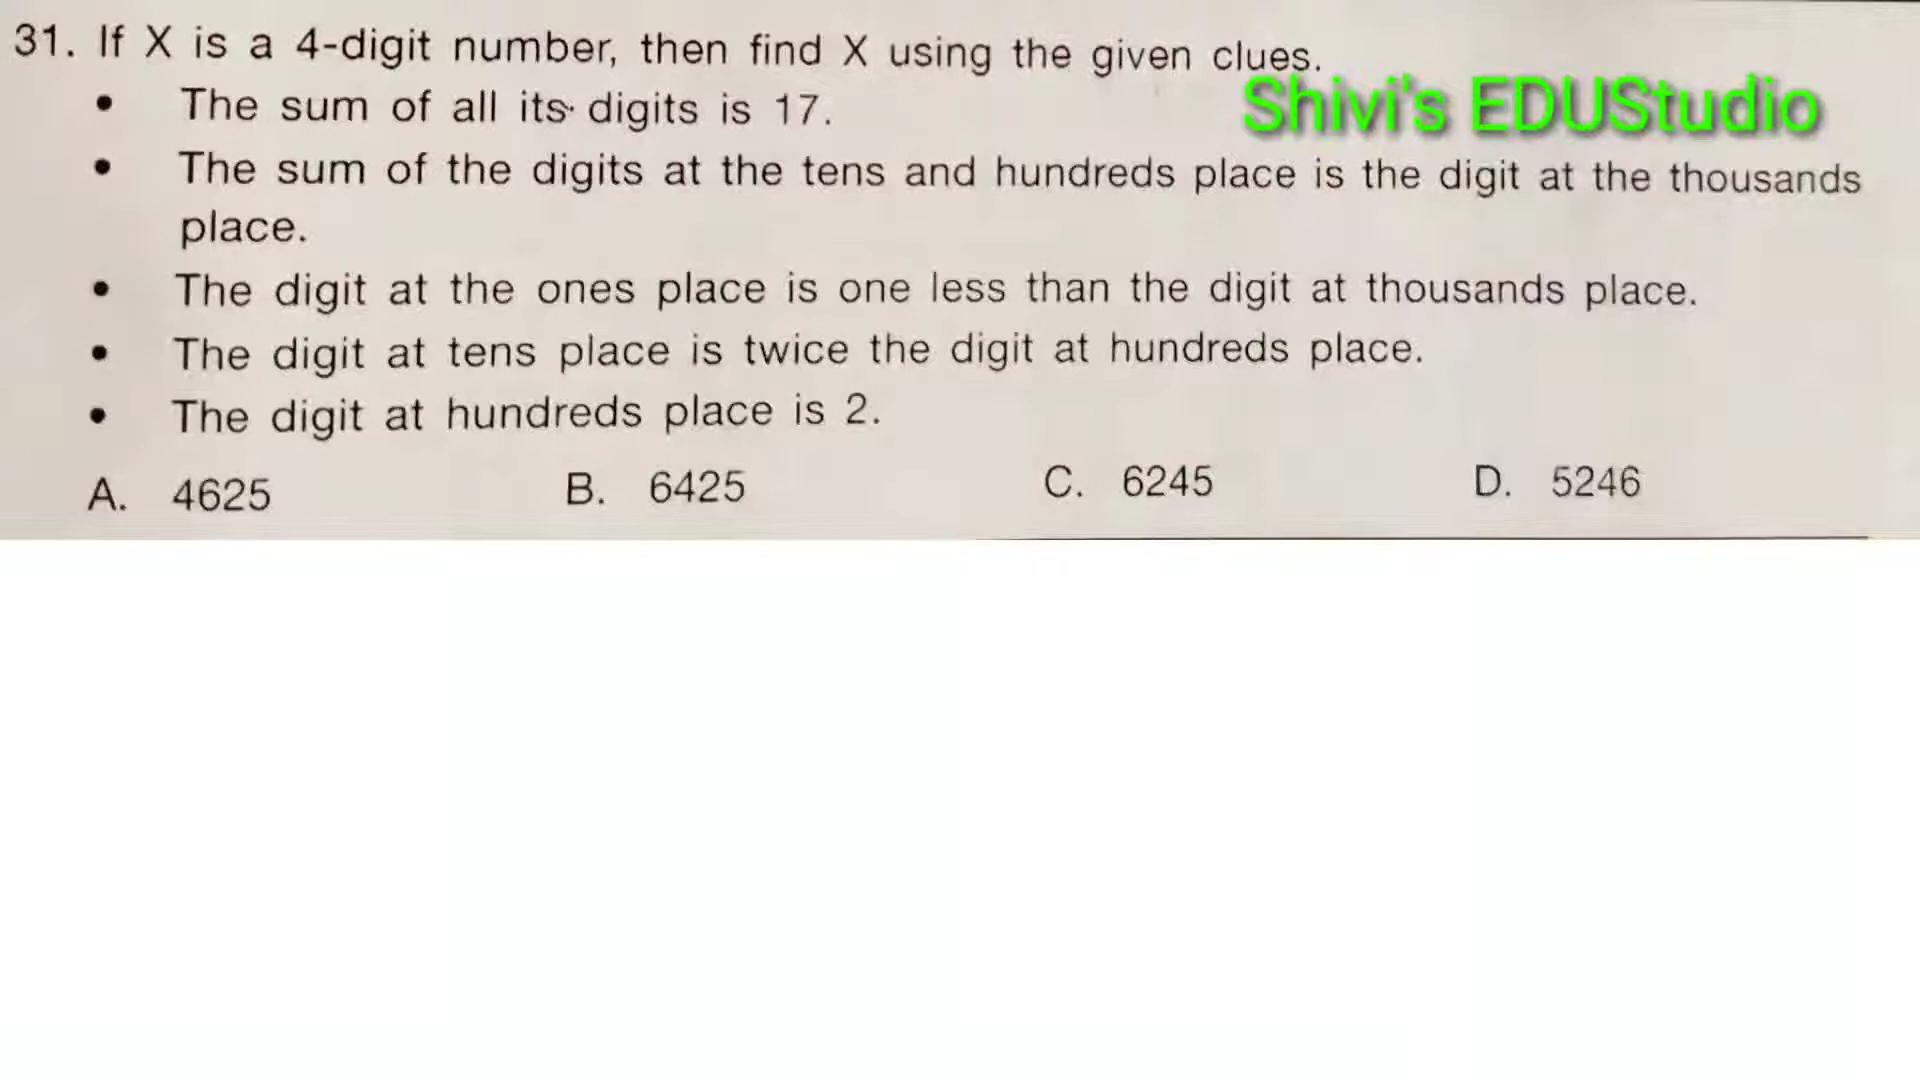 31. If X is a 4-digit number, then find X using the given clues.
Shivi's EDUStudio
• The sum of all its digits is 17.
• The sum of the digits at the tens and hundreds place is the digit at the thousands
place.
• The digit at the ones place is one less than the digit at thousands place.
• The digit at tens place is twice the digit at hundreds place.
• The digit at hundreds place is 2.
A. 4625 B. 6425 C. 6245 D. 5246